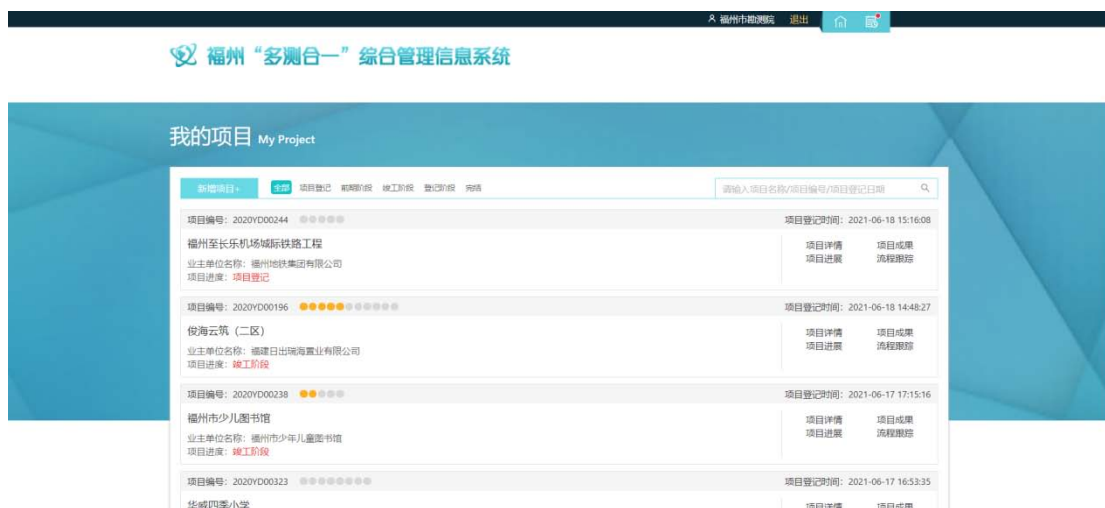 福州市勘测院 退出
福州“多测合一”综合管理信息系统
我的项目 My Project
新增项目+ 全部 项目登记 前期阶段 竣工阶段 登记阶段 完结 请输入项目名称/项目编号/项目登记日期
项目编号：2020YD00244 项目登记时间：2021-06-18 15:16:08
福州至长乐机场城际铁路工程 项目详情 项目成果
业主单位名称：福州地铁集团有限公司 项目进展 流程跟踪
项目进度：项目登记
项目编号：2020YD00196 项目登记时间：2021-06-18 14:48:27
俊海云筑（二区） 项目详情 项目成果
业主单位名称：福建日出瑞海置业有限公司 项目进展 流程跟踪
项目进度：竣工阶段
项目编号：2020YD00238 项目登记时间：2021-06-17 17:15:16
福州市少儿图书馆 项目详情 项目成果
业主单位名称：福州市少年儿童图书馆 项目进展 流程跟踪
项目进度：竣工阶段
项目编号：2020YD00323 项目登记时间：2021-06-17 16:53:35
华威四季小学 项目详情 项目成果